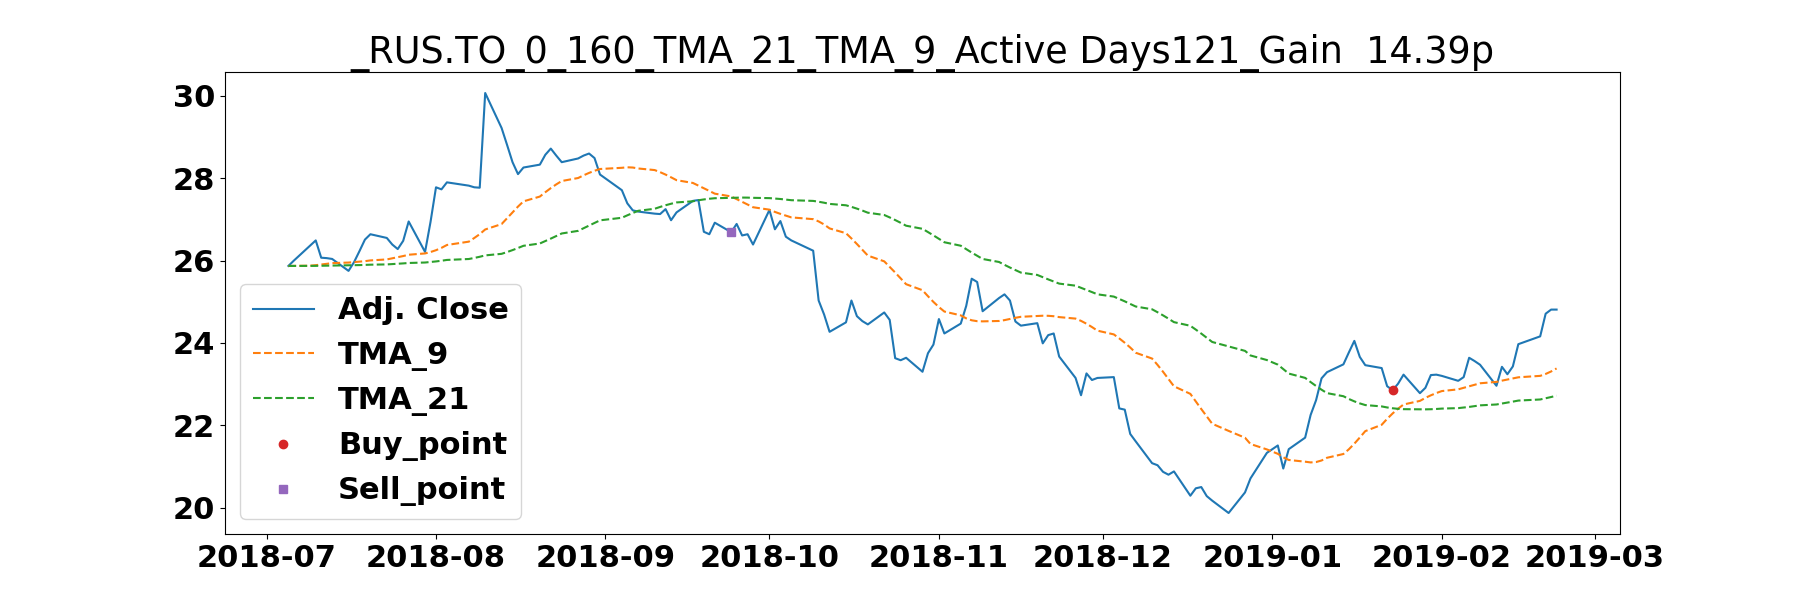 _RUS.TO_0_160_TMA_21_TMA_9_Active Days121_Gain  14.39p
30
28
26
24
22
20
Adj. Close
TMA_9
TMA_21
Buy_point
Sell_point
2018-07 2018-08 2018-09 2018-10 2018-11 2018-12 2019-01 2019-02 2019-03